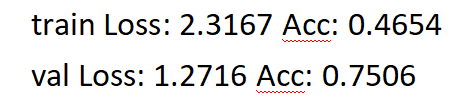 train Loss: 2.3167 Acc: 0.4654
val Loss: 1.2716 Acc: 0.7506